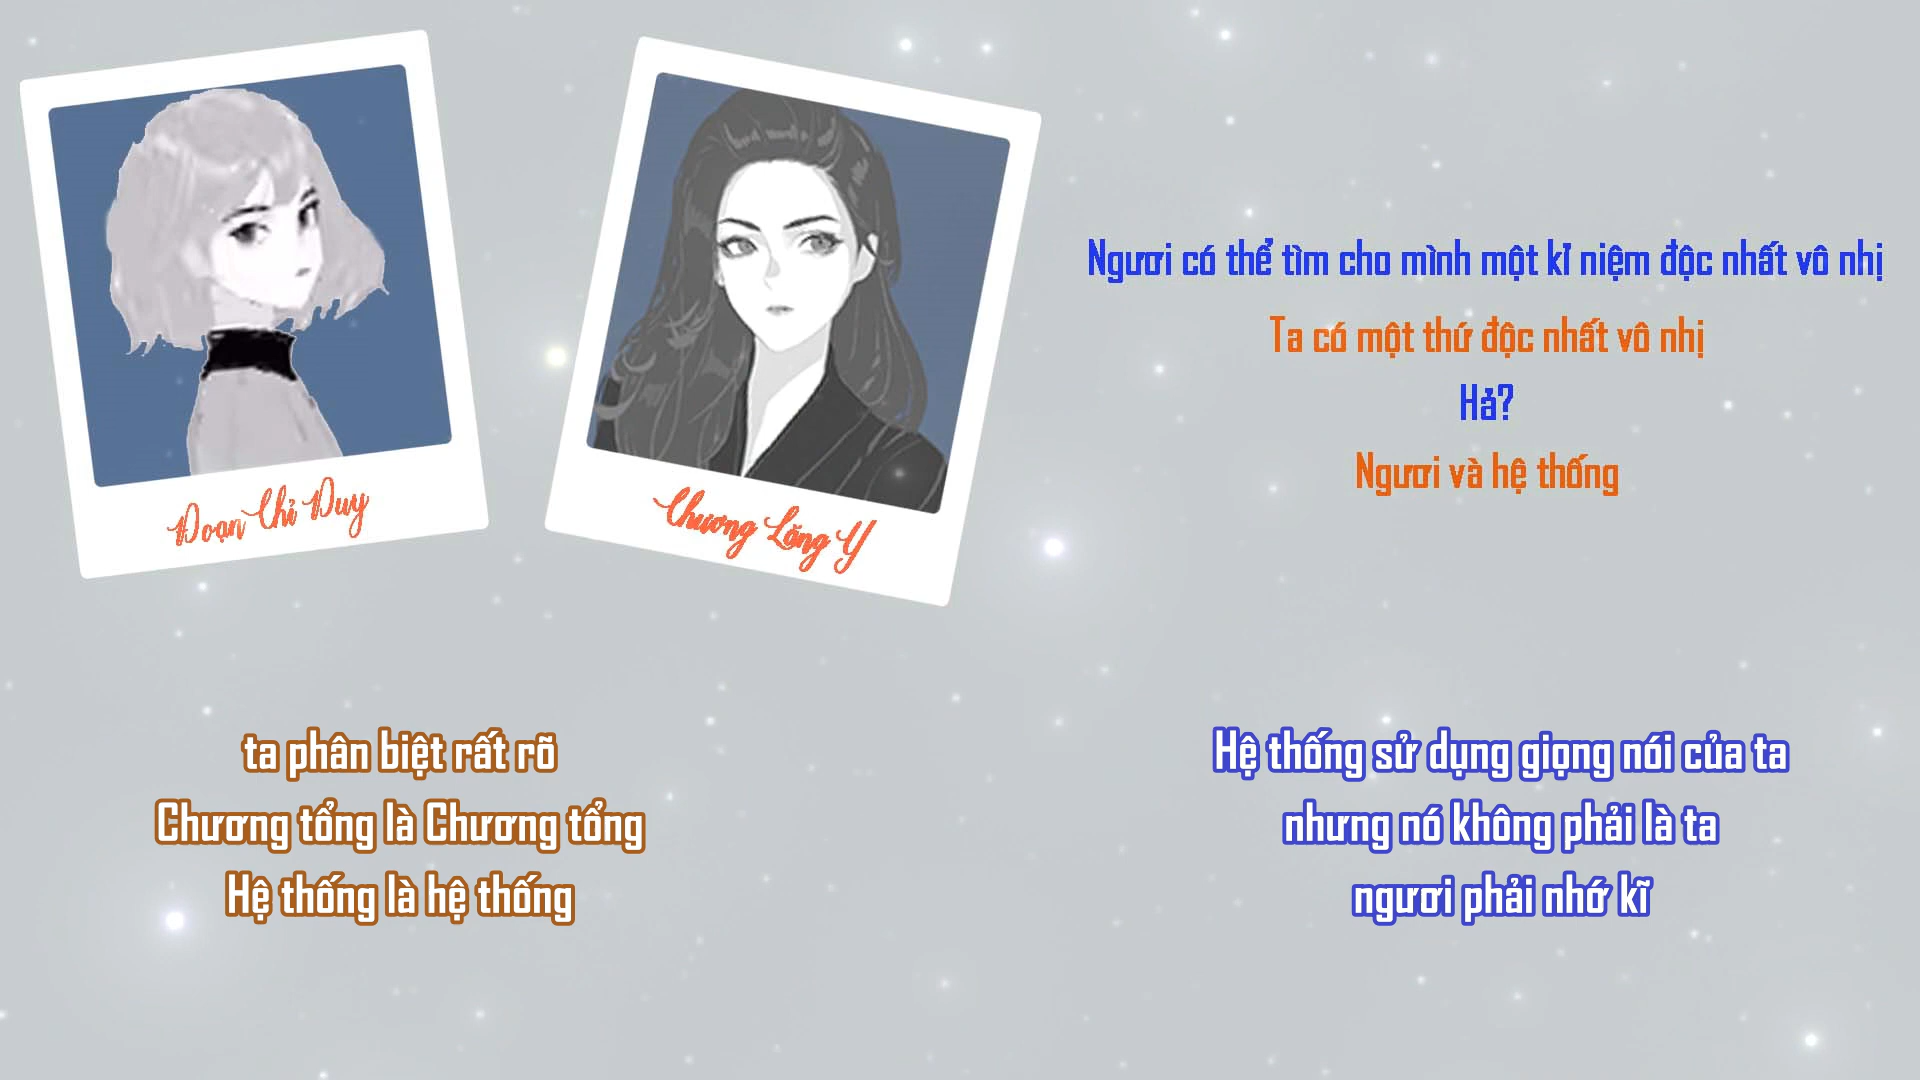 Đoạn Chỉ Duy
Chương Lăng Y
Ngươi có thể tìm cho mình một kỉ niệm độc nhất vô nhị
Ta có một thứ độc nhất vô nhị
Hả?
Ngươi và hệ thống
ta phân biệt rất rõ
Chương tổng là Chương tổng
Hệ thống là hệ thống
Hệ thống sử dụng giọng nói của ta
nhưng nó không phải là ta
ngươi phải nhớ kĩ